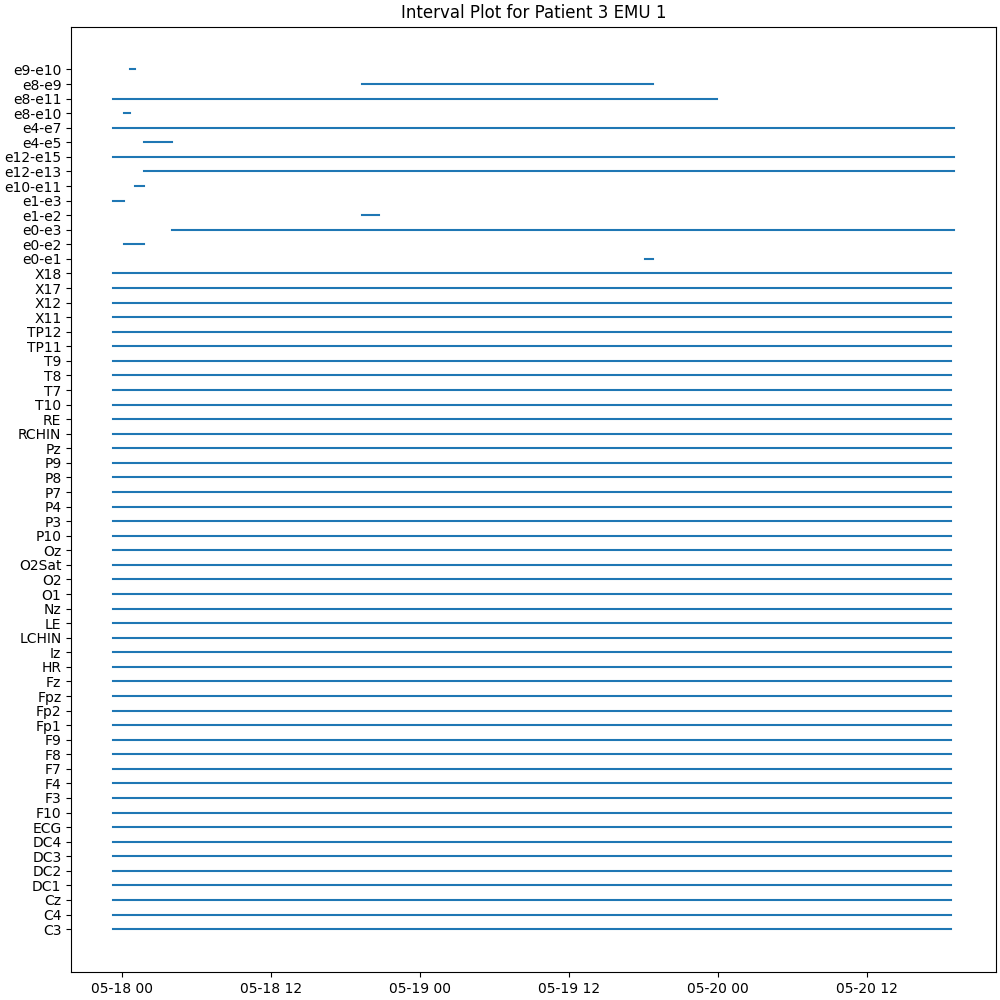 Interval Plot for Patient 3 EMU 1
e9-e10
e8-e9
e8-e11
e8-e10
e4-e7
e4-e5
e12-e15
e12-e13
e10-e11
e1-e3
e1-e2
e0-e3
e0-e2
e0-e1
X18
X17
X12
X11
TP12
TP11
T9
T8
T7
T10
RE
RCHIN
Pz
P9
P8
P7
P4
P3
P10
Oz
O2Sat
O2
O1
Nz
LE
LCHIN
Iz
HR
Fz
Fpz
Fp2
Fp1
F9
F8
F7
F4
F3
F10
ECG
DC4
DC3
DC2
DC1
Cz
C4
C3
05-18 00 05-18 12 05-19 00 05-19 12 05-20 00 05-20 12